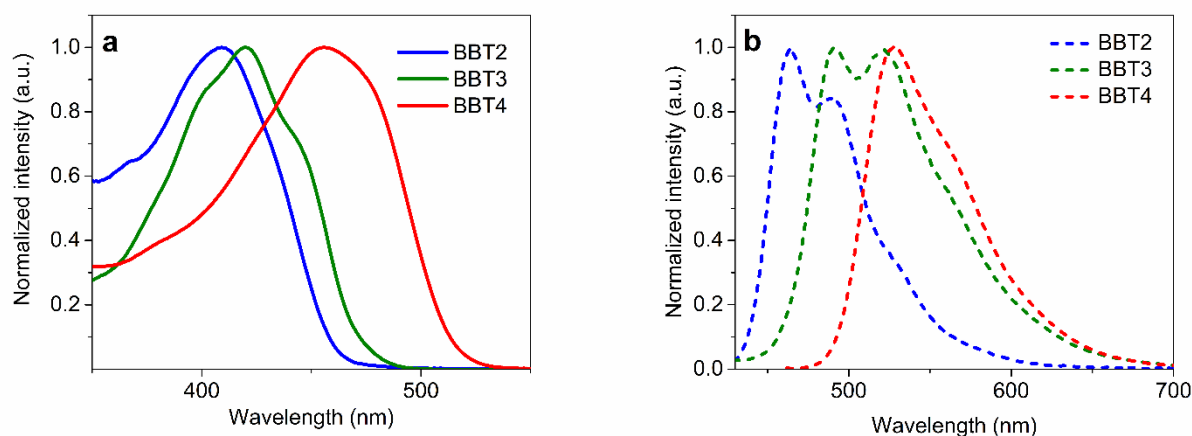 a
BBT2
BBT3
BBT4
Normalized intensity (a.u.)
1.0
0.8
0.6
0.4
0.2
400
500
Wavelength (nm)
b
BBT2
BBT3
BBT4
Normalized intensity (a.u.)
1.0
0.8
0.6
0.4
0.2
0.0
500
600
700
Wavelength (nm)